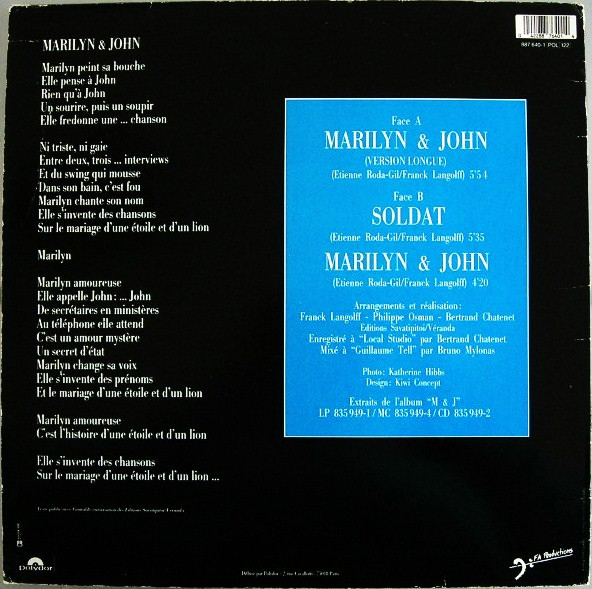 MARILYN & JOHN
Marilyn peint sa bouche
Elle pense à John
Rien qu'à John
Un sourire, puis un soupir
Elle fredonne une ... chanson
Ni triste, ni gaie
Entre deux, trois ... interviews
Et du swing qui mousse
Dans son bain, c'est fou
Marilyn chante son nom
Elle s'invente des chansons
Sur le mariage d'une étoile et d'un lion
Marilyn
Marilyn amoureuse
Elle appelle John : ... John
De secrétaires en ministères
Au téléphone elle attend
C'est un amour mystère
Un secret d'état
Marilyn change sa voix
Elle s'invente des prénoms
Et le mariage d'une étoile et d'un lion
Marilyn amoureuse
C'est l'histoire d'une étoile et d'un lion
Elle s'invente des chansons
Sur le mariage d'une étoile et d'un lion ...
Polydor
887 640-1 POL 122
Face A
MARILYN & JOHN
(VERSION LONGUE)
(Etienne Roda-Gil/Franck Langolff) 5'54
Face B
SOLDAT
(Etienne Roda-Gil/Franck Langolff) 5'35
MARILYN & JOHN
(Etienne Roda-Gil/Franck Langolff) 4'20
Arrangements et réalisation :
Franck Langolff - Philippe Osman - Bertrand Chatenet
Editions Savatipitoi/Véranda
Enregistré à "Local Studio" par Bertrand Chatenet
Mixé à "Guillaume Tell" par Bruno Mylonas
Photo : Katherine Hibbs
Design : Kiwi Concept
Extraits de l'album "M & J"
LP 835 949-1 / MC 835 949-4 / CD 835 949-2
FA Productions